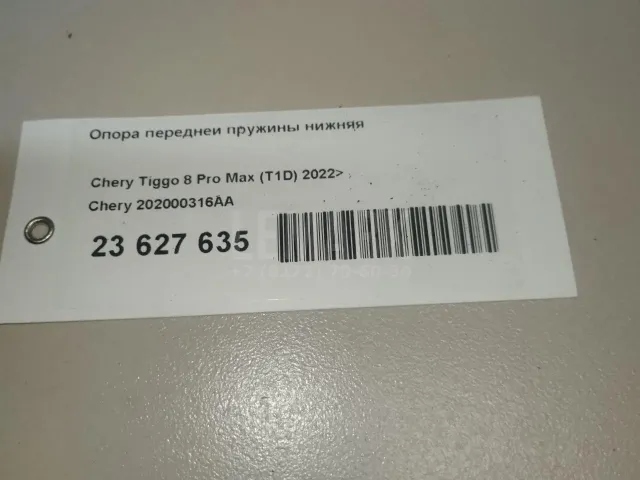 Опора передней пружины нижняя
Chery Tiggo 8 Pro Max (T1D) 2022>
Chery 202000316AA
23 627 635